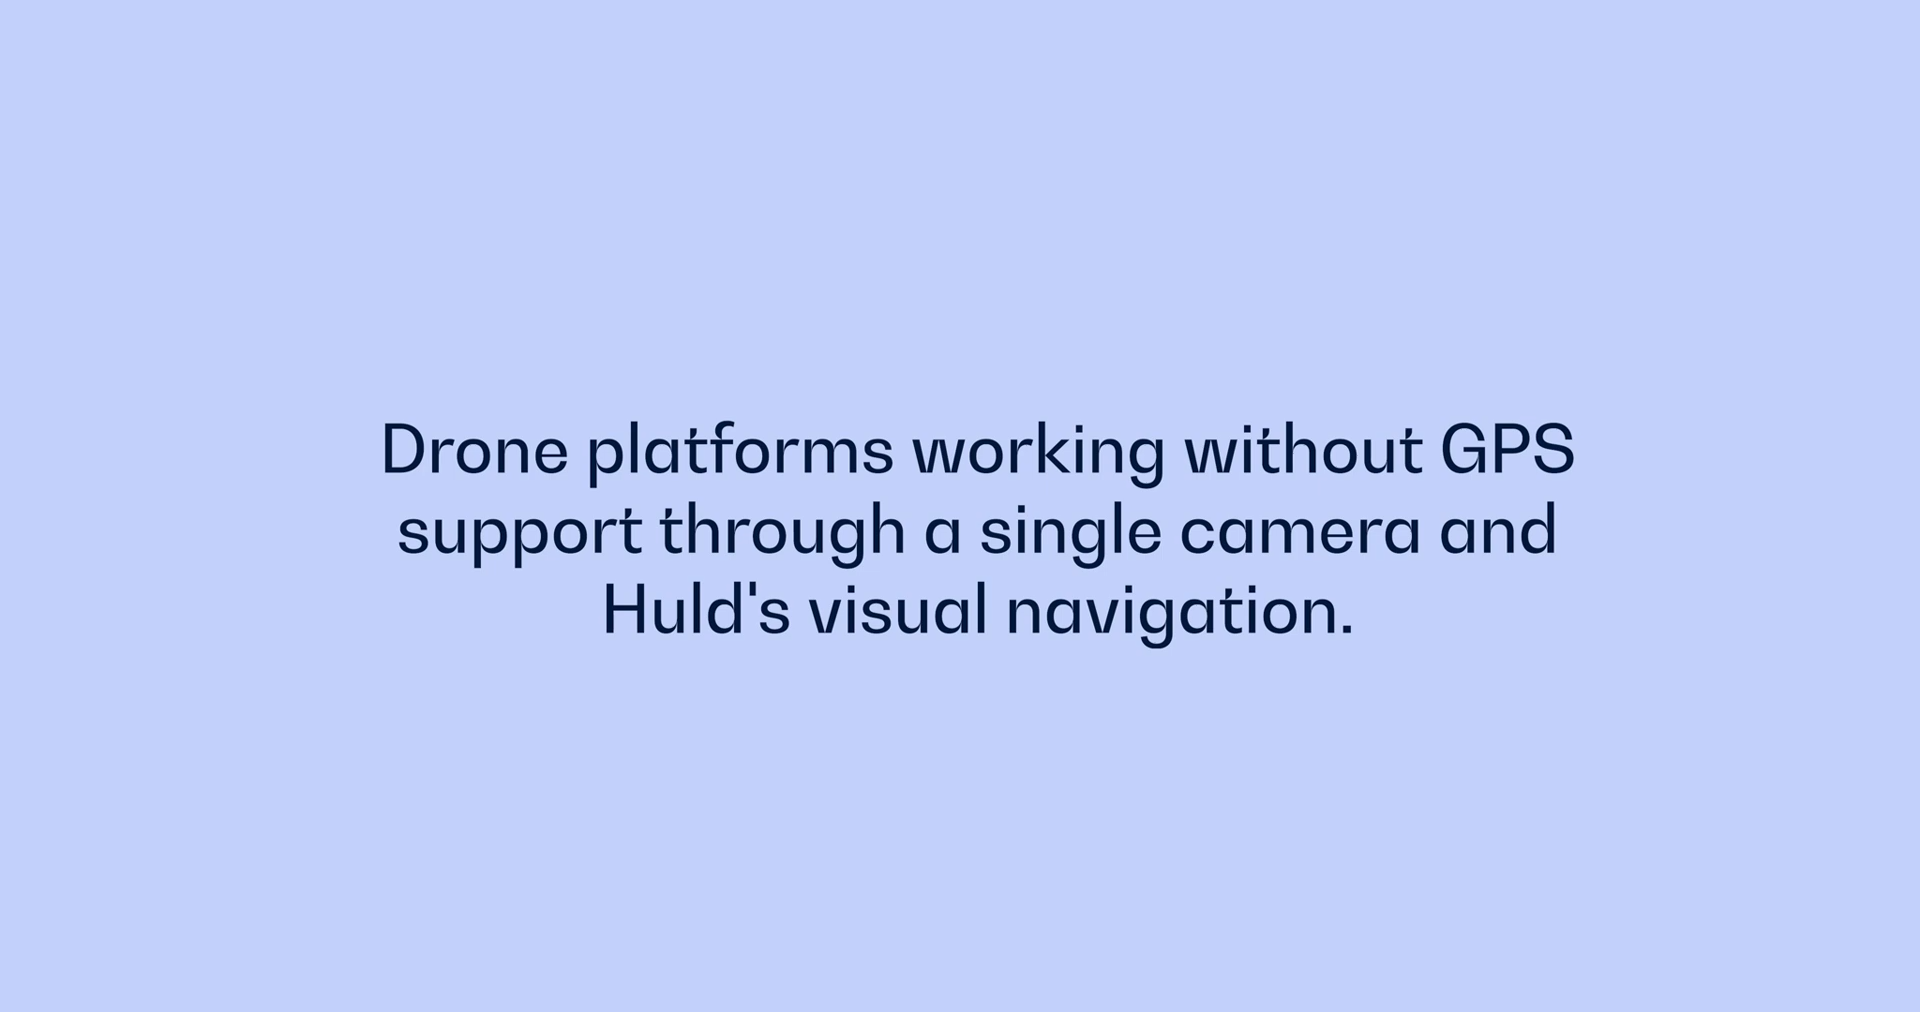 Drone platforms working without GPS
support through a single camera and
Huld's visual navigation.